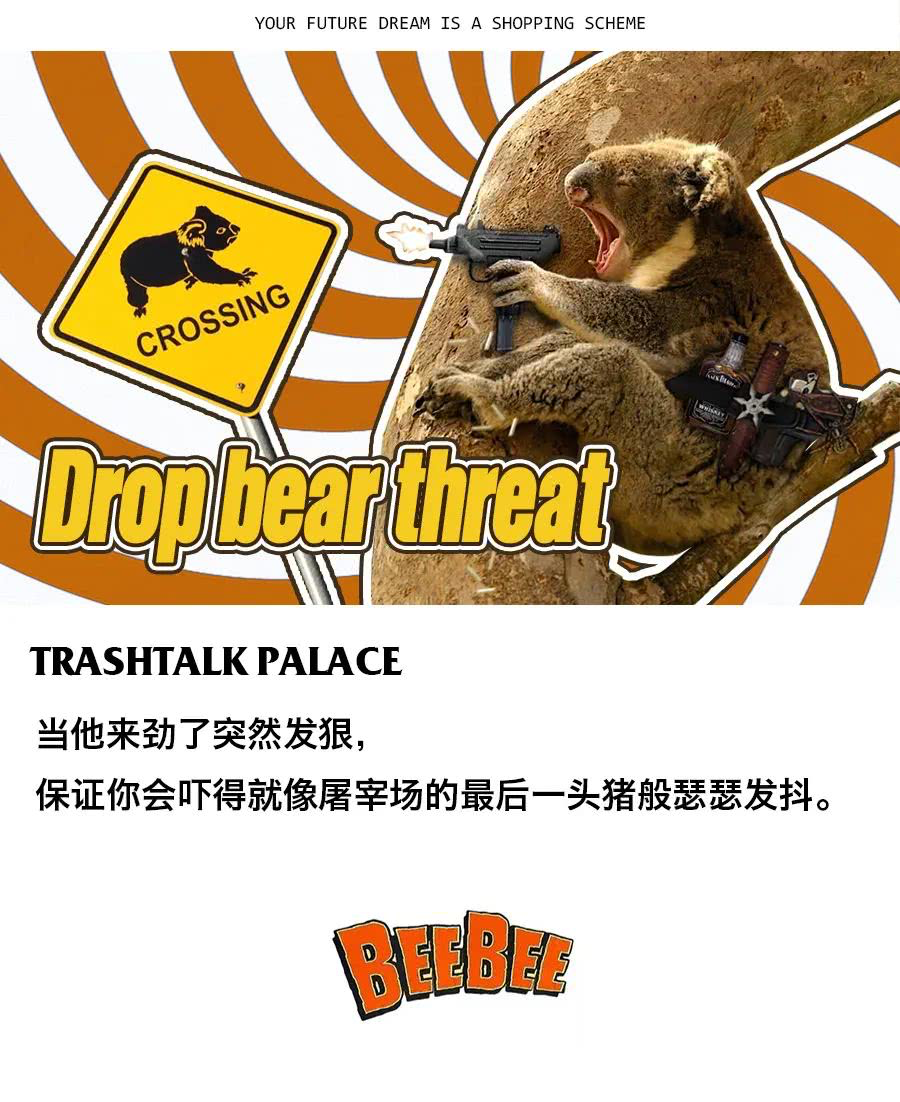 YOUR FUTURE DREAM IS A SHOPPING SCHEME
CROSSING
WHISKEY
Drop bear threat
TRASHTALK PALACE
当他来劲了突然发狠，
保证你会吓得就像屠宰场的最后一头猪般瑟瑟发抖。
BEEBEE